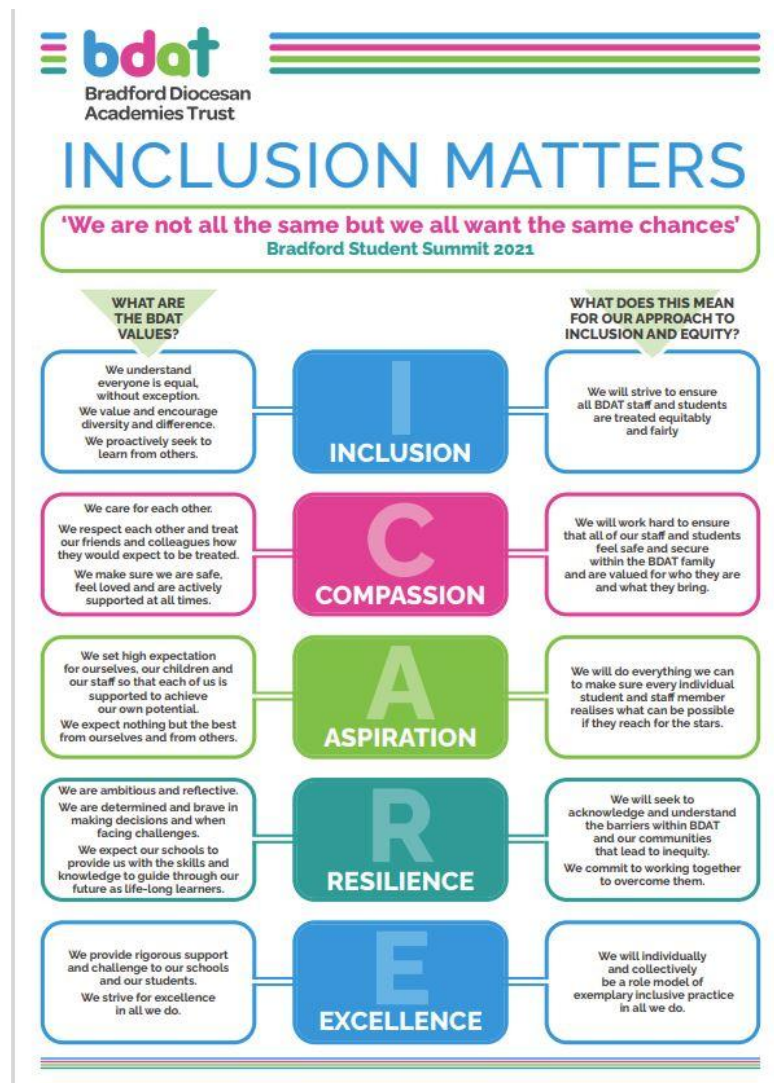 bdat
Bradford Diocesan
Academies Trust
INCLUSION MATTERS
‘We are not all the same but we all want the same chances’
Bradford Student Summit 2021
WHAT ARE
THE BDAT
VALUES?
WHAT DOES THIS MEAN
FOR OUR APPROACH TO
INCLUSION AND EQUITY?
We understand
everyone is equal,
without exception.
We value and encourage
diversity and difference.
We proactively seek to
learn from others.
I
INCLUSION
We will strive to ensure
all BDAT staff and students
are treated equitably
and fairly
We care for each other.
We respect each other and treat
our friends and colleagues how
they would expect to be treated.
We make sure we are safe,
feel loved and are actively
supported at all times.
C
COMPASSION
We will work hard to ensure
that all of our staff and students
feel safe and secure
within the BDAT family
and are valued for who they are
and what they bring.
We set high expectation
for ourselves, our children and
our staff so that each of us is
supported to achieve
our own potential.
We expect nothing but the best
from ourselves and from others.
A
ASPIRATION
We will do everything we can
to make sure every individual
student and staff member
realises what can be possible
if they reach for the stars.
We are ambitious and reflective.
We are determined and brave in
making decisions and when
facing challenges.
We expect our schools to
provide us with the skills and
knowledge to guide through our
future as life-long learners.
R
RESILIENCE
We will seek to
acknowledge and understand
the barriers within BDAT
and our communities
that lead to inequity.
We commit to working together
to overcome them.
We provide rigorous support
and challenge to our schools
and our students.
We strive for excellence
in all we do.
E
EXCELLENCE
We will individually
and collectively
be a role model of
exemplary inclusive practice
in all we do.